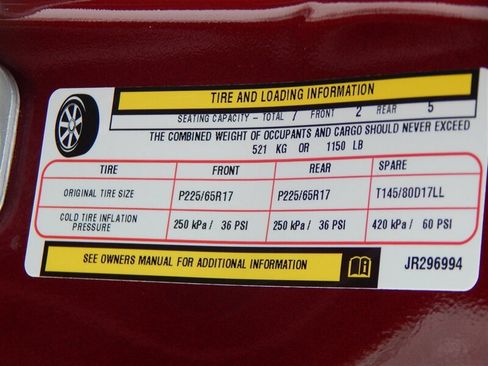 TIRE AND LOADING INFORMATION
SEATING CAPACITY - TOTAL 7 FRONT 2 REAR 5
THE COMBINED WEIGHT OF OCCUPANTS AND CARGO SHOULD NEVER EXCEED
521 KG OR 1150 LB
TIRE FRONT REAR SPARE
ORIGINAL TIRE SIZE P225/65R17 P225/65R17 T145/80D17LL
COLD TIRE INFLATION PRESSURE 250 kPa / 36 PSI 250 kPa / 36 PSI 420 kPa / 60 PSI
SEE OWNERS MANUAL FOR ADDITIONAL INFORMATION JR296994